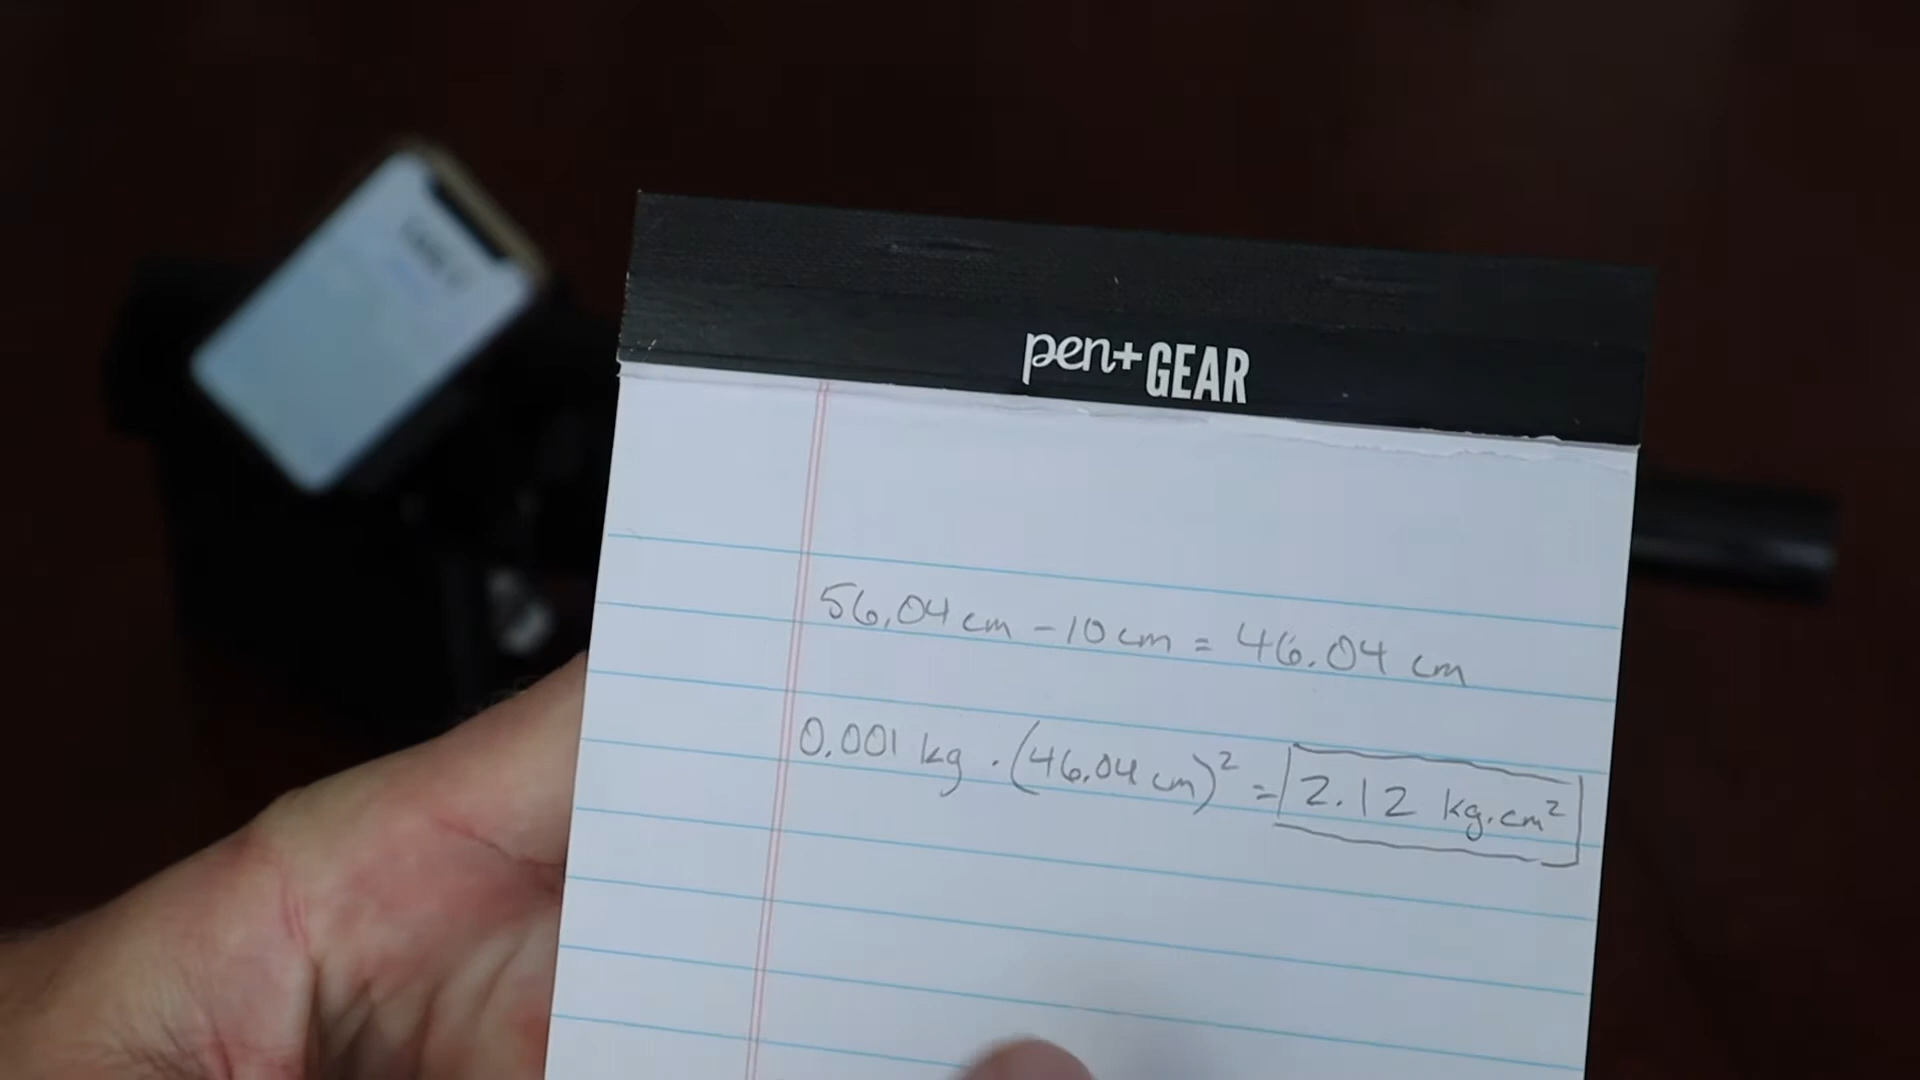 pen+GEAR
56.04 cm - 10 cm = 46.04 cm
0.001 kg · (46.04 cm)² = 2.12 kg·cm²